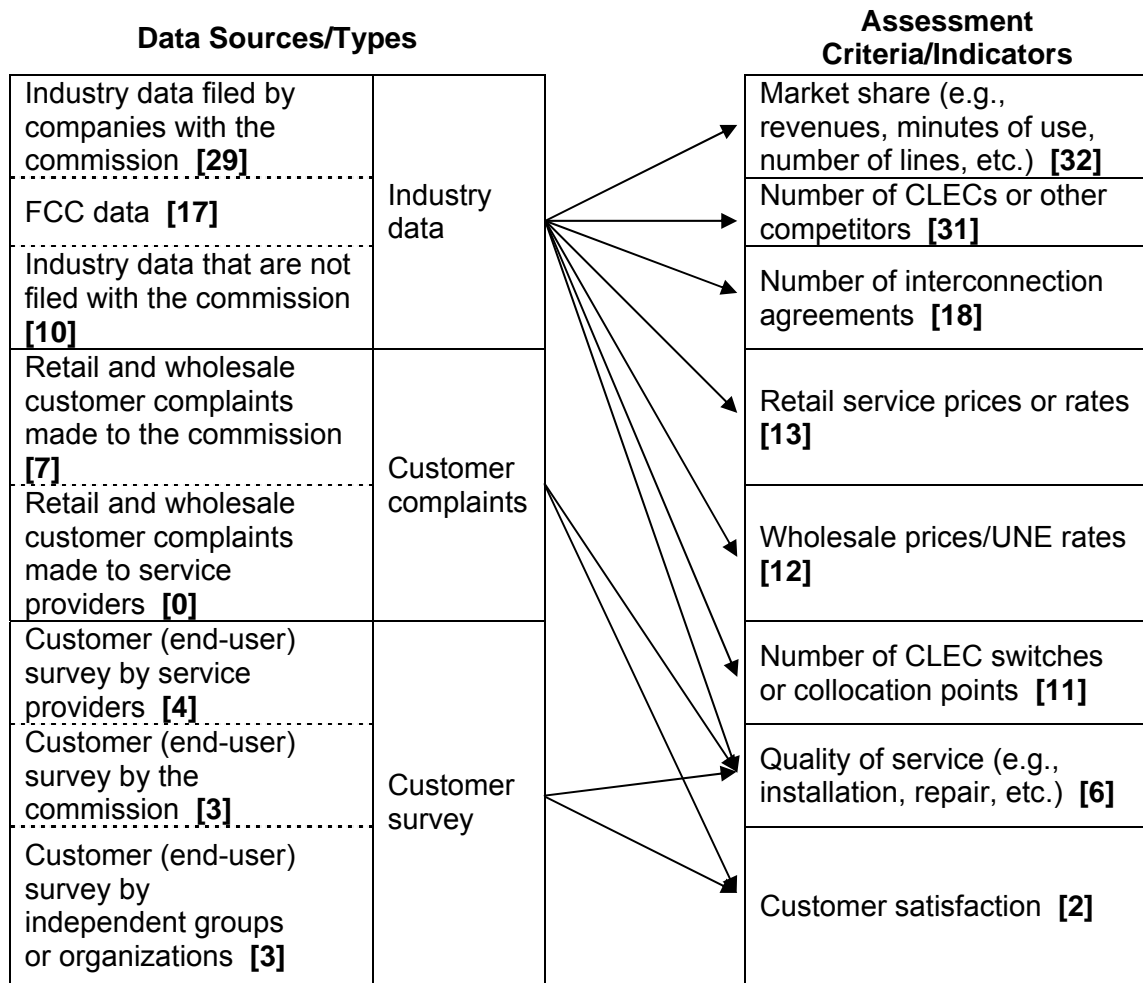 Data Sources/Types
Assessment
Criteria/Indicators
Industry data filed by
companies with the
commission [29]
FCC data [17]
Industry data that are not
filed with the commission
[10]
Industry
data
Retail and wholesale
customer complaints
made to the commission
[7]
Retail and wholesale
customer complaints
made to service
providers [0]
Customer
complaints
Customer (end-user)
survey by service
providers [4]
Customer (end-user)
survey by the
commission [3]
Customer (end-user)
survey by
independent groups
or organizations [3]
Customer
survey
Market share (e.g.,
revenues, minutes of use,
number of lines, etc.) [32]
Number of CLECs or other
competitors [31]
Number of interconnection
agreements [18]
Retail service prices or rates
[13]
Wholesale prices/UNE rates
[12]
Number of CLEC switches
or collocation points [11]
Quality of service (e.g.,
installation, repair, etc.) [6]
Customer satisfaction [2]